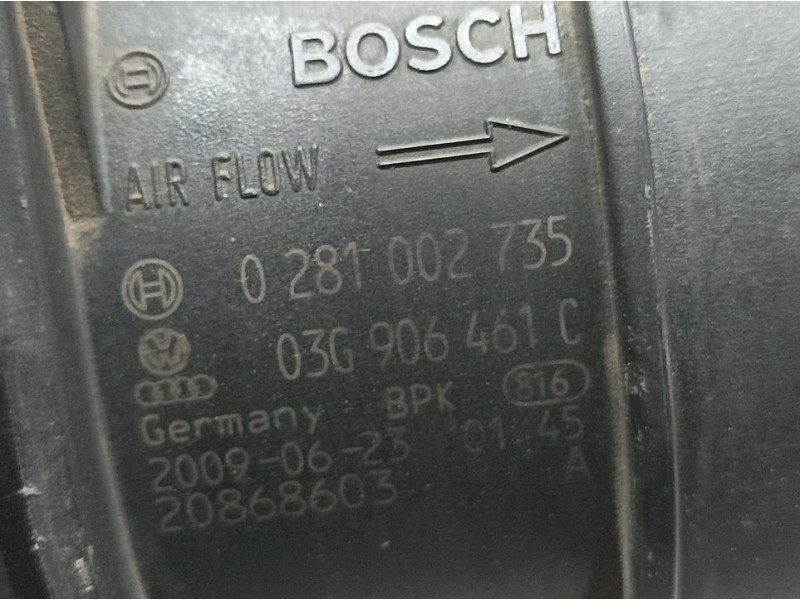 BOSCH
AIR FLOW
0 281 002 735
03G 906 461 C
Germany BPK 816
2009-06-23 01:45
A
20868603